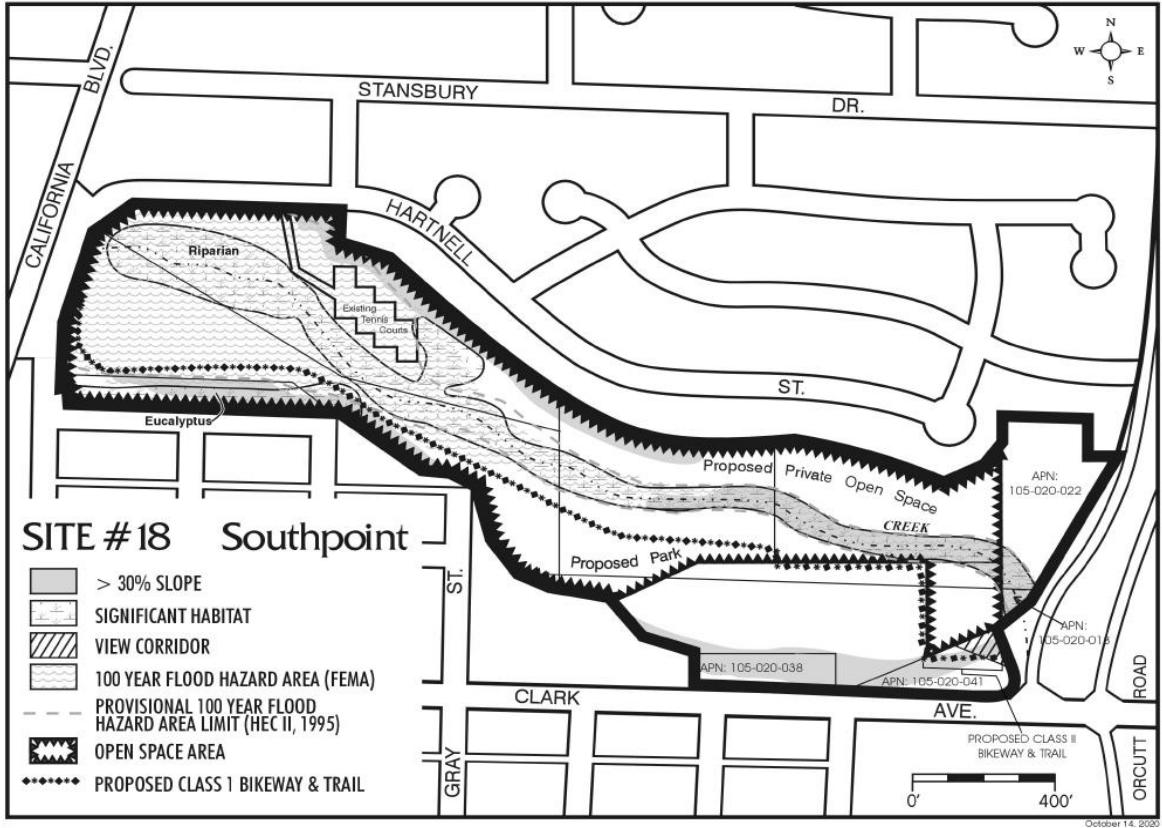 N
W E
S
BLVD.
CALIFORNIA
STANSBURY
DR.
HARTNELL
ST.
Riparian
Existing
Tennis
Courts
Eucalyptus
Proposed Private Open Space
APN:
105-020-022
CREEK
Proposed Park
APN:
105-020-018
APN: 105-020-038
APN: 105-020-041
CLARK
AVE.
ST.
GRAY
ROAD
ORCUTT
PROPOSED CLASS II
BIKEWAY & TRAIL
SITE #18 Southpoint
> 30% SLOPE
SIGNIFICANT HABITAT
VIEW CORRIDOR
100 YEAR FLOOD HAZARD AREA (FEMA)
PROVISIONAL 100 YEAR FLOOD
HAZARD AREA LIMIT (HEC II, 1995)
OPEN SPACE AREA
PROPOSED CLASS 1 BIKEWAY & TRAIL
0' 400'
October 14, 2020